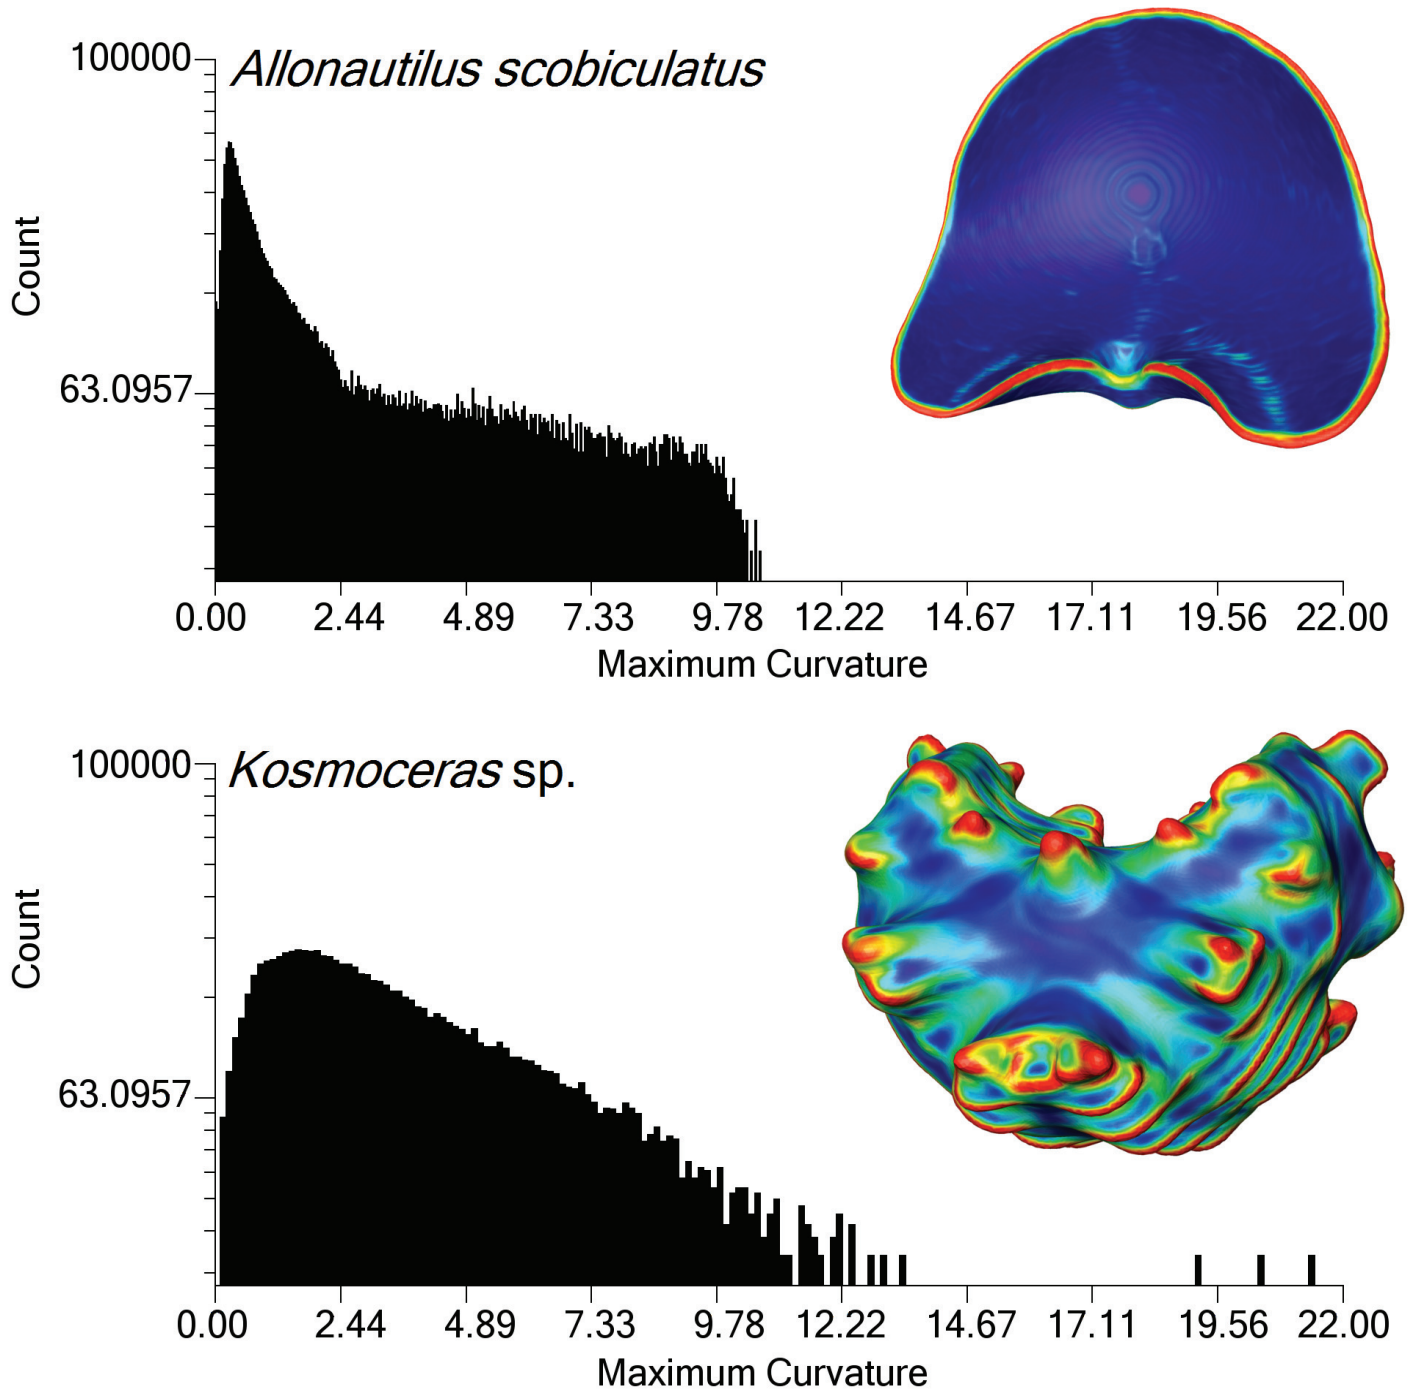 100000
Allonautilus scobiculatus
Count
63.0957
0.00 2.44 4.89 7.33 9.78 12.22 14.67 17.11 19.56 22.00
Maximum Curvature
100000
Kosmoceras sp.
Count
63.0957
0.00 2.44 4.89 7.33 9.78 12.22 14.67 17.11 19.56 22.00
Maximum Curvature